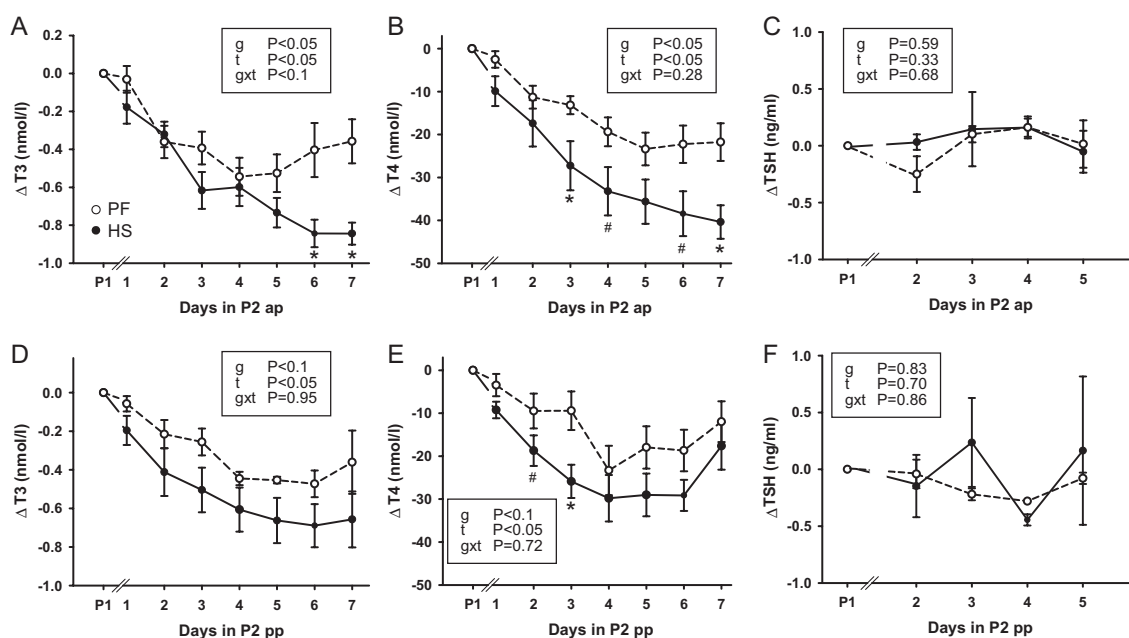 A
g P<0.05
t P<0.05
gxt P<0.1
Δ T3 (nmol/l)
0.2
0.0
-0.2
-0.4
-0.6
-0.8
-1.0
PF
HS
* *
P1 1 2 3 4 5 6 7
Days in P2 ap
B
g P<0.05
t P<0.05
gxt P=0.28
Δ T4 (nmol/l)
0
-10
-20
-30
-40
-50
* # # *
P1 1 2 3 4 5 6 7
Days in P2 ap
C
g P=0.59
t P=0.33
gxt P=0.68
ΔTSH (ng/ml)
1.0
0.5
0.0
-0.5
-1.0
P1 2 3 4 5
Days in P2 ap
D
g P<0.1
t P<0.05
gxt P=0.95
Δ T3 (nmol/l)
0.0
-0.2
-0.4
-0.6
-0.8
-1.0
P1 1 2 3 4 5 6 7
Days in P2 pp
E
Δ T4 (nmol/l)
0
-10
-20
-30
-40
-50
# *
g P<0.1
t P<0.05
gxt P=0.72
P1 1 2 3 4 5 6 7
Days in P2 pp
F
g P=0.83
t P=0.70
gxt P=0.86
ΔTSH (ng/ml)
1.0
0.5
0.0
-0.5
-1.0
P1 2 3 4 5
Days in P2 pp